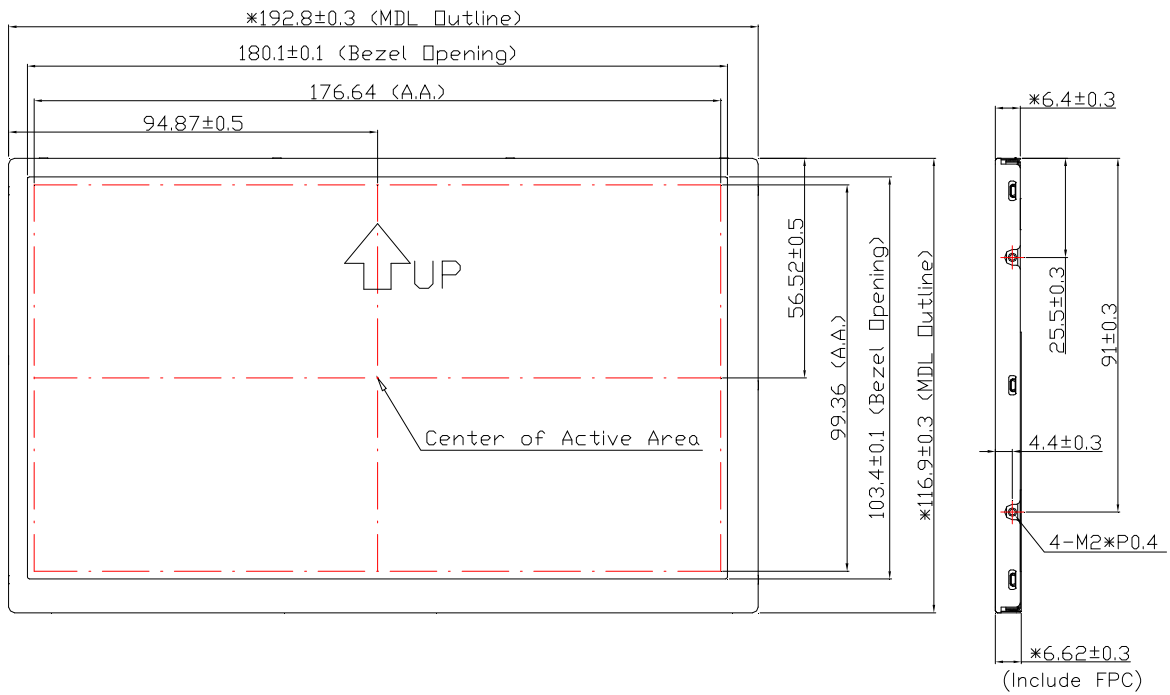 *192.8±0.3 (MDL Outline)
180.1±0.1 (Bezel Opening)
176.64 (A.A.)
94.87±0.5
*6.4±0.3
UP
56.52±0.5
99.36 (A.A.)
103.4±0.1 (Bezel Opening)
*116.9±0.3 (MDL Outline)
25.5±0.3
91±0.3
Center of Active Area
4.4±0.3
4-M2*P0.4
*6.62±0.3
(Include FPC)